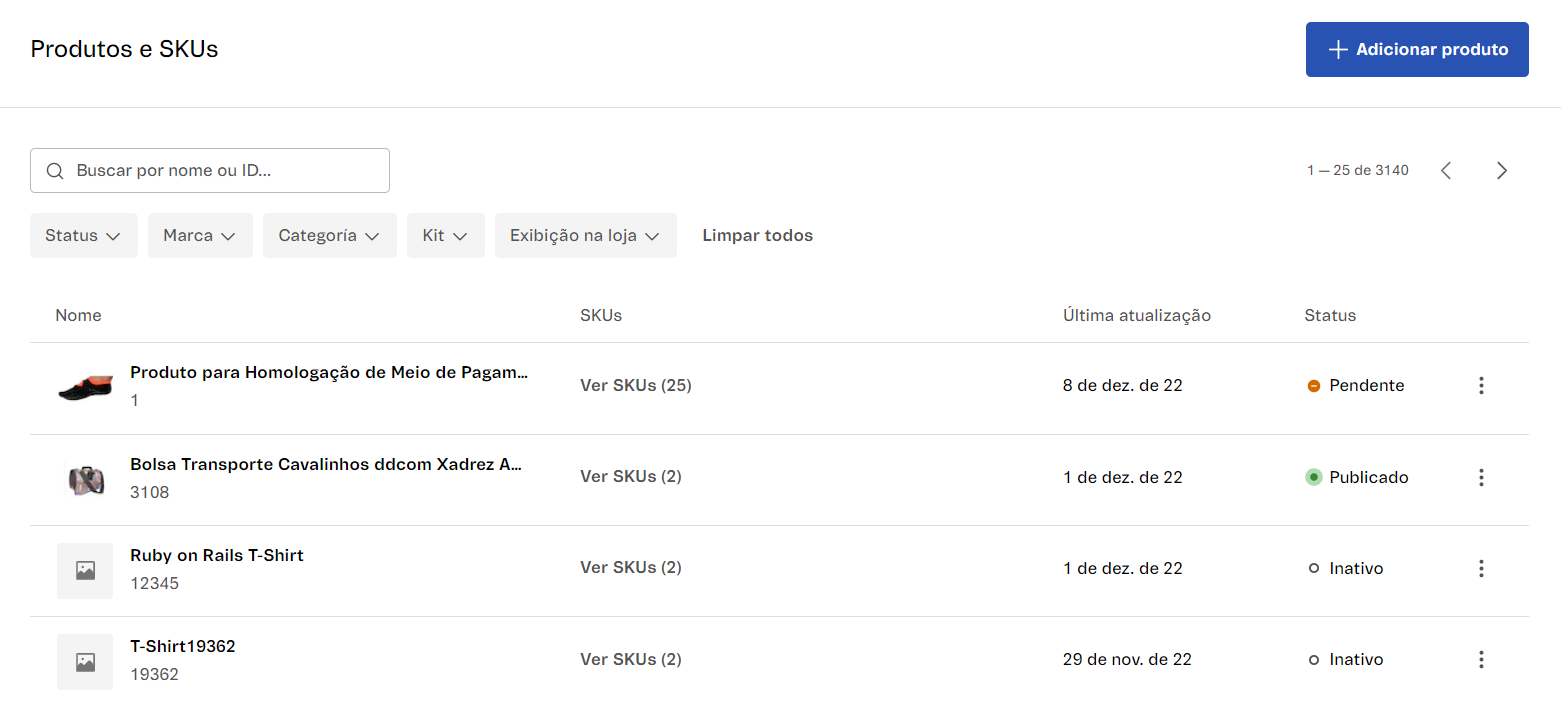 Produtos e SKUs
Adicionar produto
Buscar por nome ou ID...
1 — 25 de 3140
Status Marca Categoría Kit Exibição na loja Limpar todos
Nome SKUs Última atualização Status
Produto para Homologação de Meio de Pagam...
1
Ver SKUs (25) 8 de dez. de 22 Pendente
Bolsa Transporte Cavalinhos ddcom Xadrez A...
3108
Ver SKUs (2) 1 de dez. de 22 Publicado
Ruby on Rails T-Shirt
12345
Ver SKUs (2) 1 de dez. de 22 Inativo
T-Shirt19362
19362
Ver SKUs (2) 29 de nov. de 22 Inativo